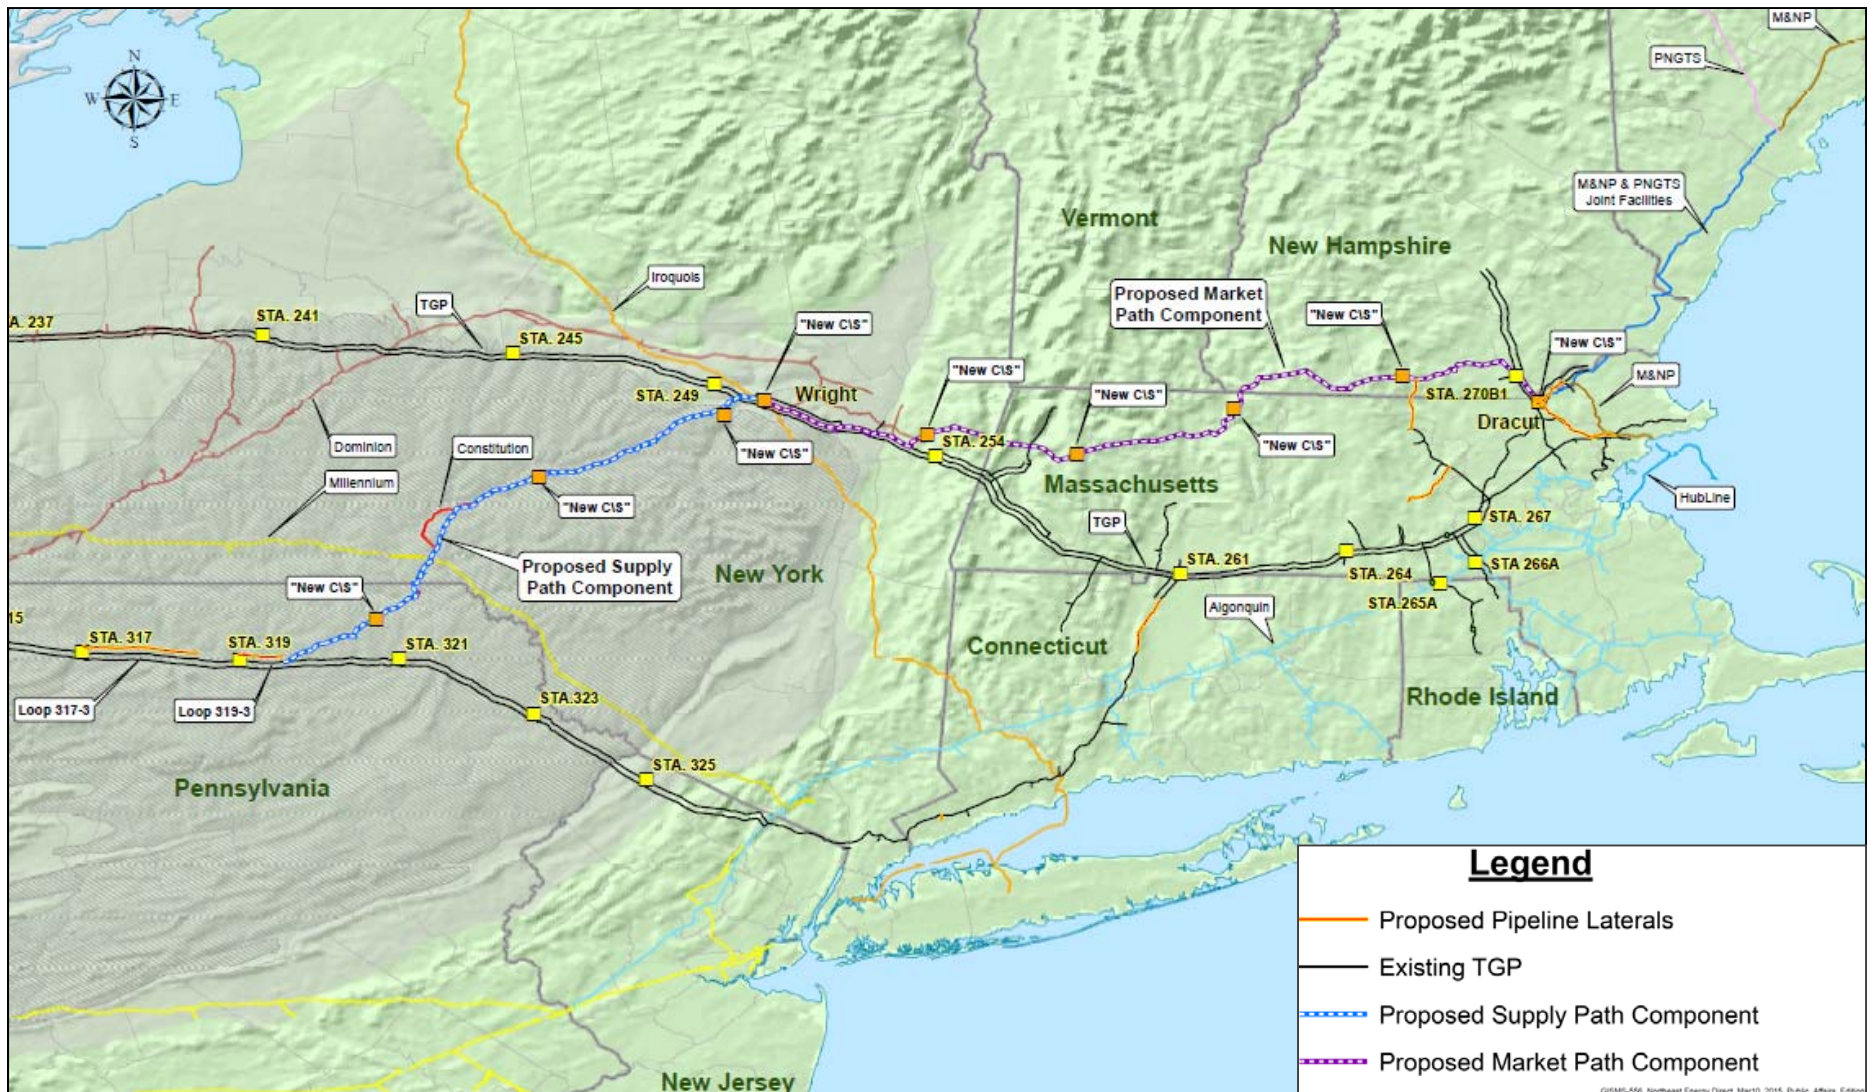 M&NP
PNGTS
N
W
E
S
M&NP & PNGTS
Joint Facilities
Vermont
New Hampshire
Iroquois
TGP
A. 237
STA. 241
STA. 245
"New C\S"
Proposed Market
Path Component
"New C\S"
"New C\S"
M&NP
STA. 249
Wright
"New C\S"
"New C\S"
STA. 270B1
Dracut
Dominion
Constitution
"New C\S"
STA. 254
"New C\S"
Millennium
"New C\S"
Massachusetts
HubLine
TGP
STA. 267
Proposed Supply
Path Component
New York
STA. 261
STA. 264
STA 266A
"New C\S"
STA.265A
Algonquin
15
STA. 317
STA. 319
STA. 321
Connecticut
Loop 317-3
Loop 319-3
STA.323
Rhode Island
STA. 325
Pennsylvania
New Jersey
Legend
Proposed Pipeline Laterals
Existing TGP
Proposed Supply Path Component
Proposed Market Path Component
GISMS-556_Northeast Energy Direct_Mar10_2015_Public_Affairs_Edition